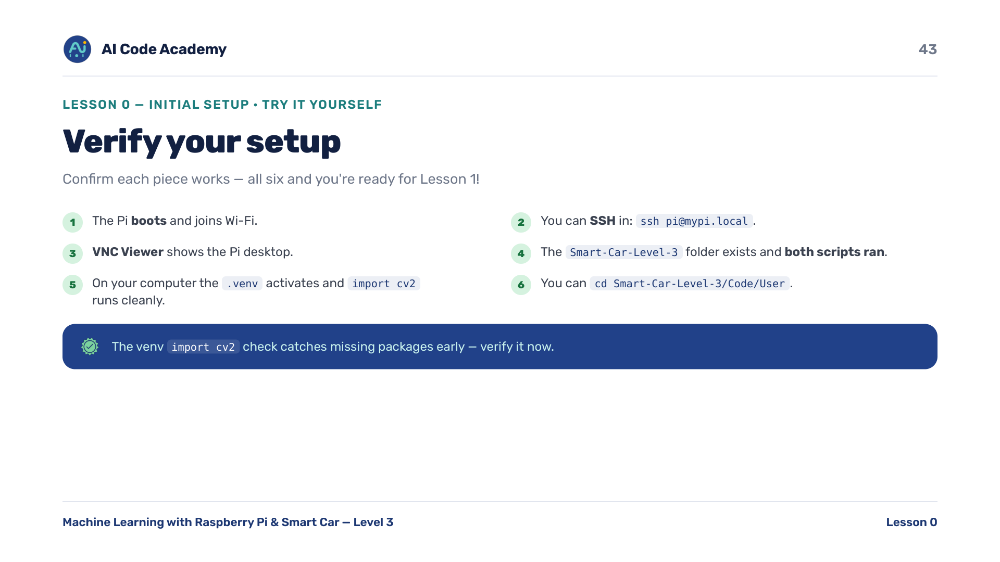 AI Code Academy
43
LESSON 0 — INITIAL SETUP • TRY IT YOURSELF
Verify your setup
Confirm each piece works — all six and you're ready for Lesson 1!
1 The Pi boots and joins Wi-Fi.
2 You can SSH in: ssh pi@mypi.local.
3 VNC Viewer shows the Pi desktop.
4 The Smart-Car-Level-3 folder exists and both scripts ran.
5 On your computer the .venv activates and import cv2
runs cleanly.
6 You can cd Smart-Car-Level-3/Code/User.
The venv import cv2 check catches missing packages early — verify it now.
Machine Learning with Raspberry Pi & Smart Car — Level 3
Lesson 0